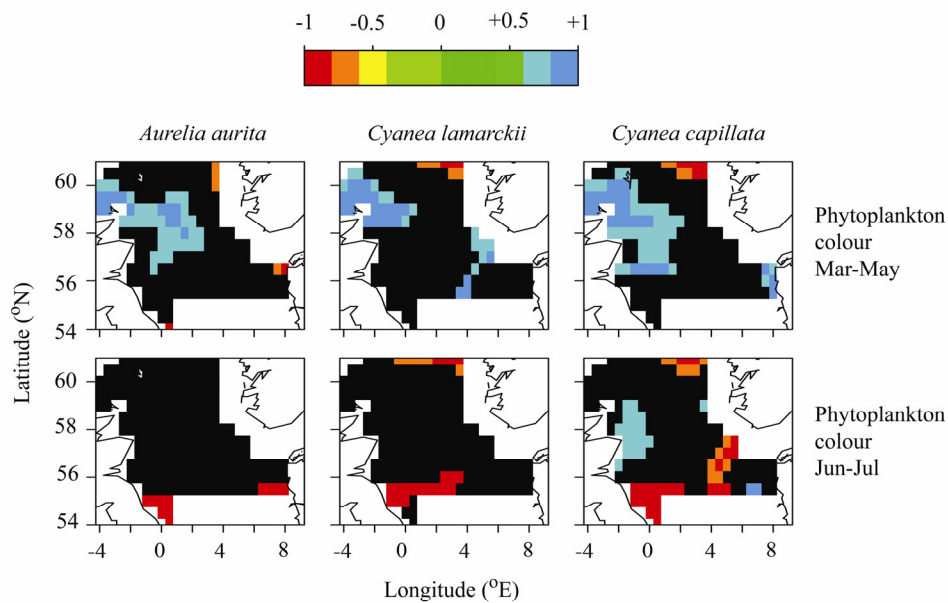 -1 -0.5 0 +0.5 +1
Aurelia aurita Cyanea lamarckii Cyanea capillata
60
58
56
54
Phytoplankton
colour
Mar-May
Latitude (oN)
60
58
56
54
Phytoplankton
colour
Jun-Jul
-4 0 4 8 -4 0 4 8 -4 0 4 8
Longitude (oE)